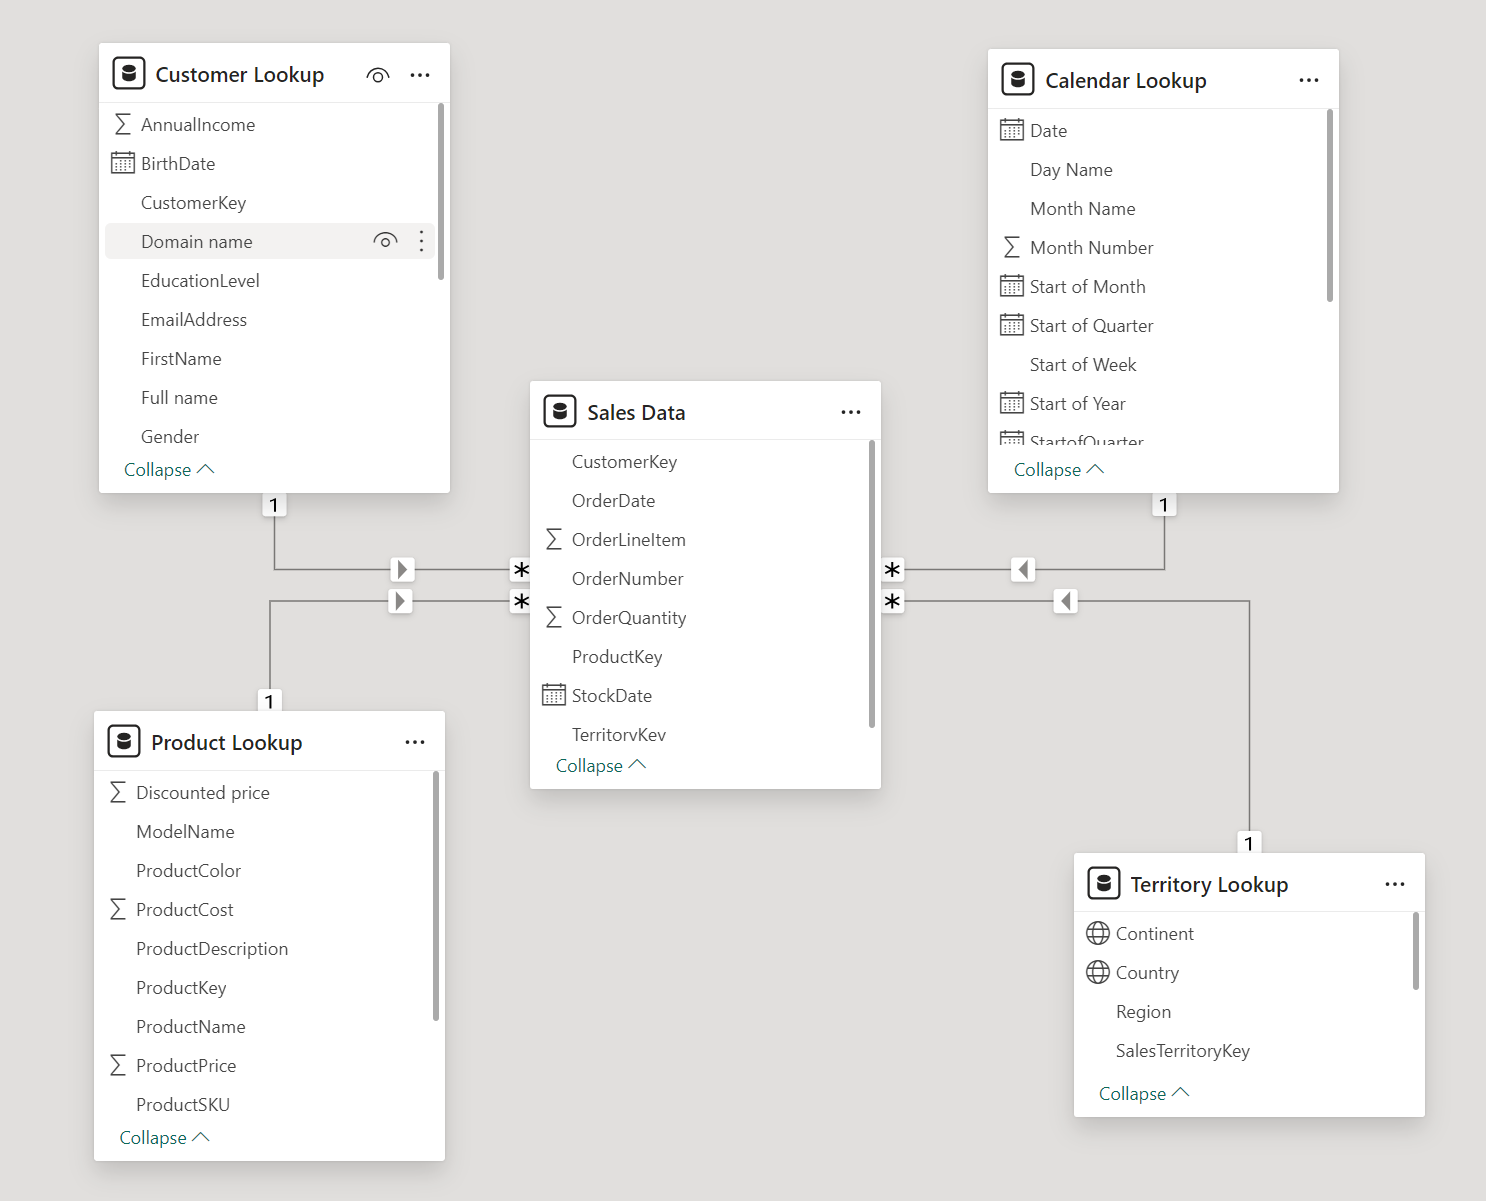 Customer Lookup
AnnualIncome
BirthDate
CustomerKey
Domain name
EducationLevel
EmailAddress
FirstName
Full name
Gender
Collapse
1
Calendar Lookup
Date
Day Name
Month Name
Month Number
Start of Month
Start of Quarter
Start of Week
Start of Year
StartofQuarter
Collapse
1
Sales Data
CustomerKey
OrderDate
OrderLineItem
OrderNumber
OrderQuantity
ProductKey
StockDate
TerritoryKey
Collapse
*
*
*
*
1
Product Lookup
Discounted price
ModelName
ProductColor
ProductCost
ProductDescription
ProductKey
ProductName
ProductPrice
ProductSKU
Collapse
1
Territory Lookup
Continent
Country
Region
SalesTerritoryKey
Collapse